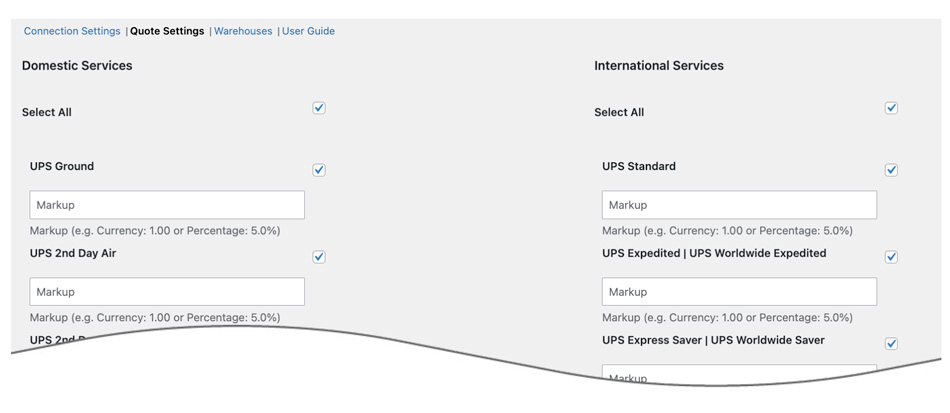 Connection Settings | Quote Settings | Warehouses | User Guide
Domestic Services
Select All
UPS Ground
Markup
Markup (e.g. Currency: 1.00 or Percentage: 5.0%)
UPS 2nd Day Air
Markup
Markup (e.g. Currency: 1.00 or Percentage: 5.0%)
UPS 2nd
International Services
Select All
UPS Standard
Markup
Markup (e.g. Currency: 1.00 or Percentage: 5.0%)
UPS Expedited | UPS Worldwide Expedited
Markup
Markup (e.g. Currency: 1.00 or Percentage: 5.0%)
UPS Express Saver | UPS Worldwide Saver
Markup